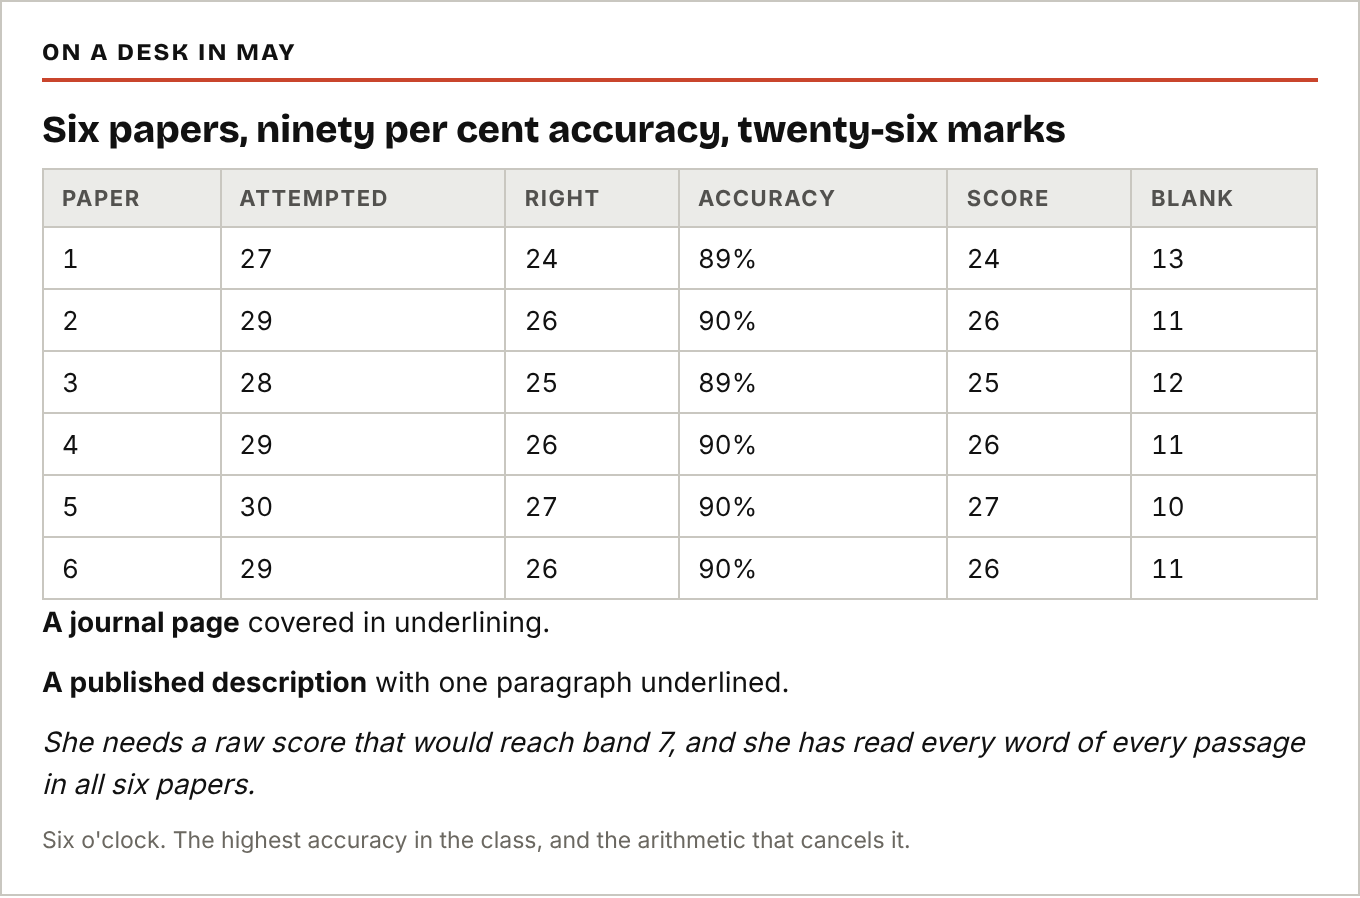 ON A DESK IN MAY
Six papers, ninety per cent accuracy, twenty-six marks
PAPER ATTEMPTED RIGHT ACCURACY SCORE BLANK
1 27 24 89% 24 13
2 29 26 90% 26 11
3 28 25 89% 25 12
4 29 26 90% 26 11
5 30 27 90% 27 10
6 29 26 90% 26 11
A journal page covered in underlining.
A published description with one paragraph underlined.
She needs a raw score that would reach band 7, and she has read every word of every passage
in all six papers.
Six o'clock. The highest accuracy in the class, and the arithmetic that cancels it.